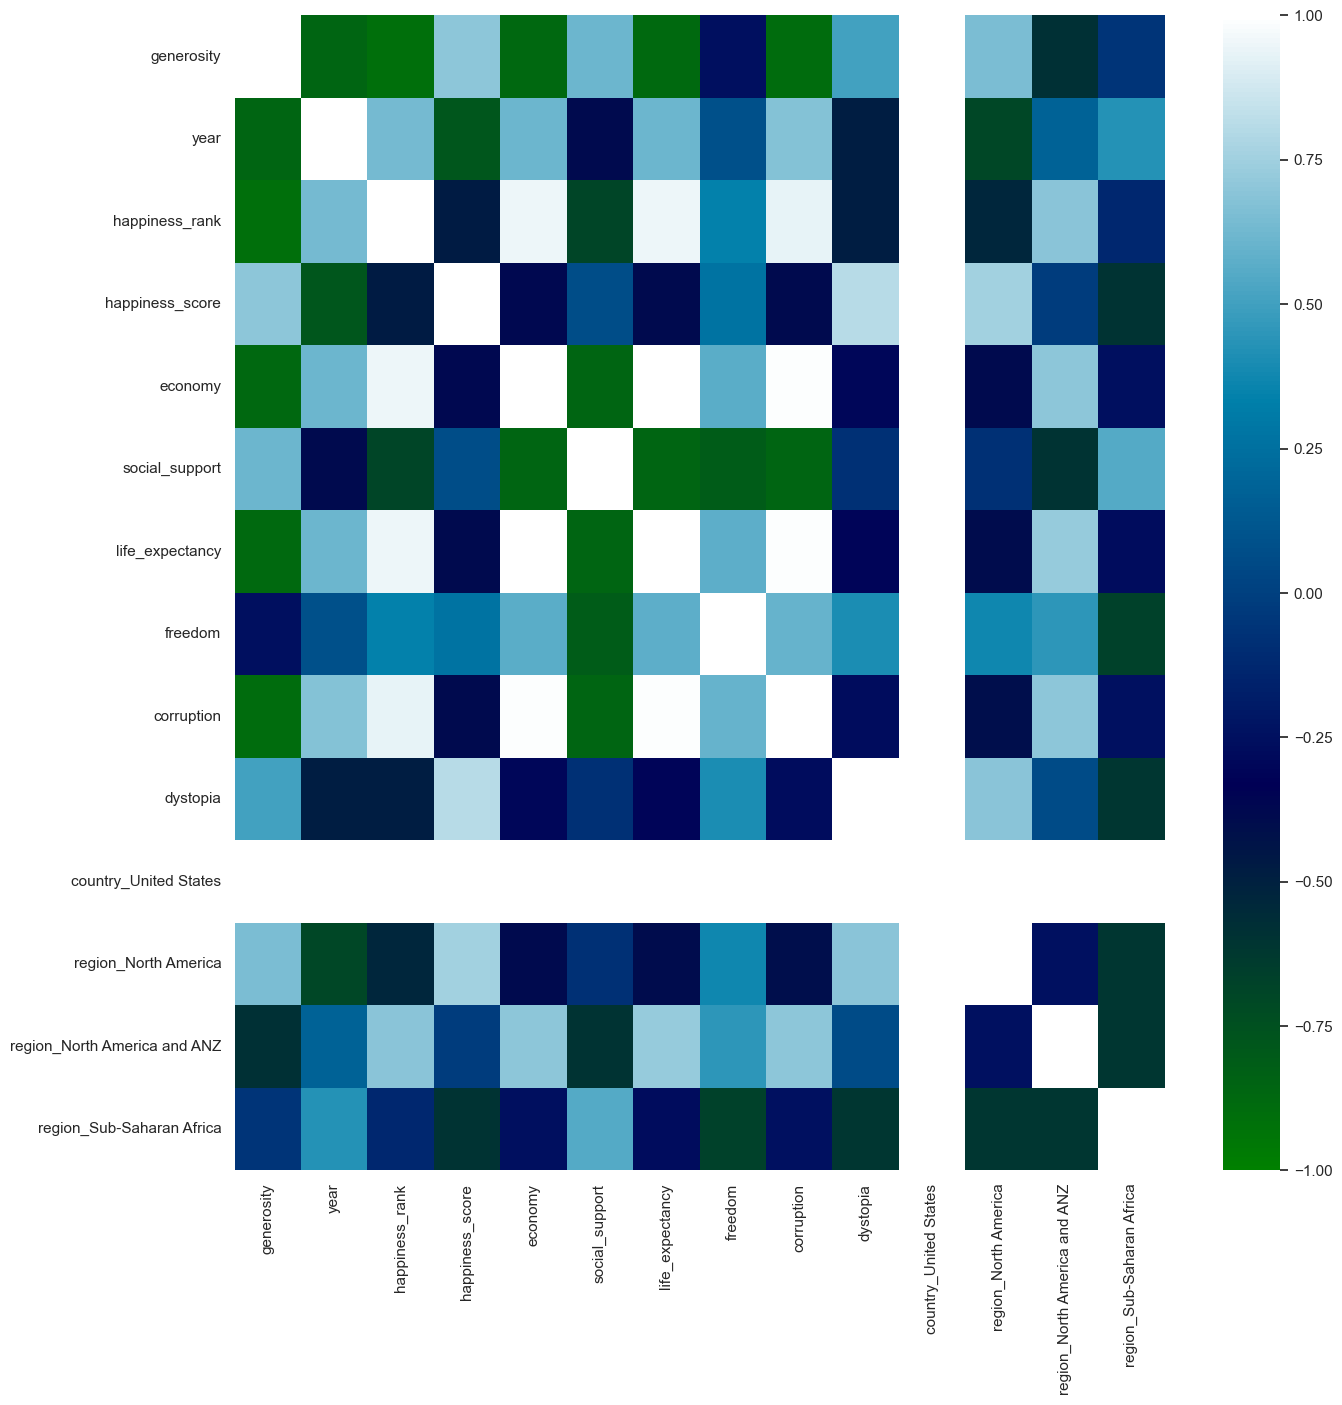 generosity
year
happiness_rank
happiness_score
economy
social_support
life_expectancy
freedom
corruption
dystopia
country_United States
region_North America
region_North America and ANZ
region_Sub-Saharan Africa
generosity
year
happiness_rank
happiness_score
economy
social_support
life_expectancy
freedom
corruption
dystopia
country_United States
region_North America
region_North America and ANZ
region_Sub-Saharan Africa
1.00
0.75
0.50
0.25
0.00
−0.25
−0.50
−0.75
−1.00